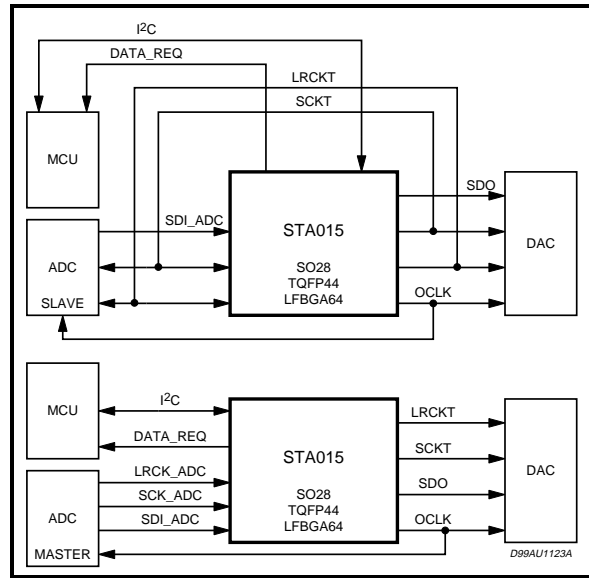 I²C
DATA_REQ
LRCKT
SCKT
MCU
SDO
SDI_ADC
STA015
DAC
ADC
SO28
TQFP44
LFBGA64
SLAVE
OCLK
MCU
I²C
DATA_REQ
LRCKT
STA015
SCKT
LRCK_ADC
SCK_ADC
SDI_ADC
SO28
TQFP44
LFBGA64
SDO
DAC
ADC
OCLK
MASTER
D99AU1123A